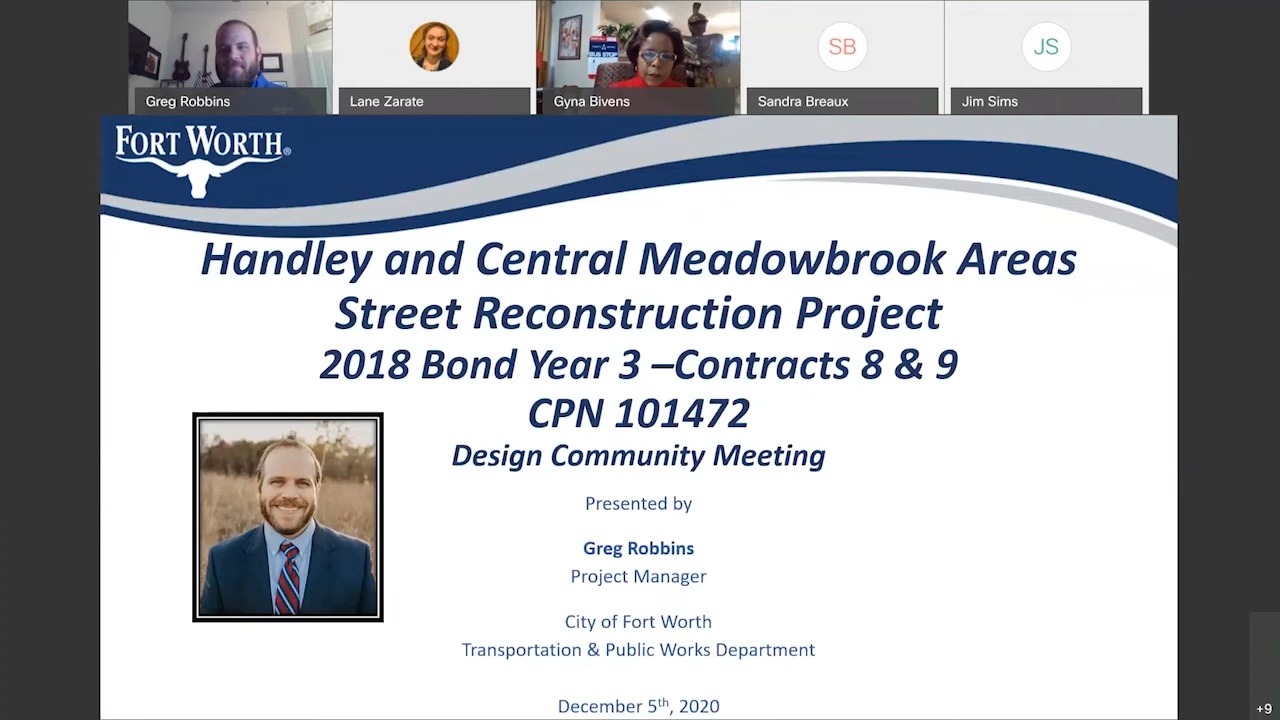 Greg Robbins
Lane Zarate
BUS STOP
Gyna Bivens
SB
Sandra Breaux
JS
Jim Sims
FORT WORTH®
Handley and Central Meadowbrook Areas
Street Reconstruction Project
2018 Bond Year 3 –Contracts 8 & 9
CPN 101472
Design Community Meeting
Presented by
Greg Robbins
Project Manager
City of Fort Worth
Transportation & Public Works Department
December 5th, 2020
+9